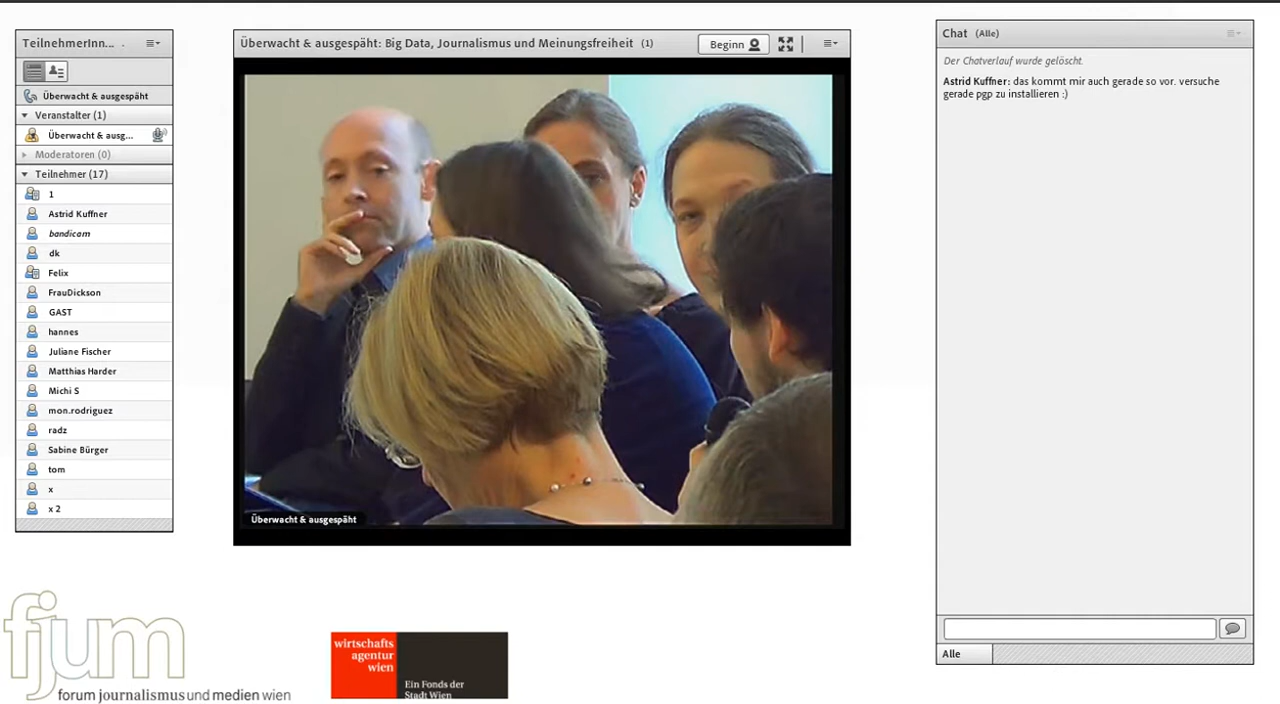 TeilnehmerInn... .
Überwacht & ausgespäht
Veranstalter (1)
Überwacht & ausg...
Moderatoren (0)
Teilnehmer (17)
1
Astrid Kuffner
bandicam
dk
Felix
FrauDickson
GAST
hannes
Juliane Fischer
Matthias Harder
Michi S
mon.rodriguez
radz
Sabine Bürger
tom
x
x 2
Überwacht & ausgespäht: Big Data, Journalismus und Meinungsfreiheit (1)
Beginn
Überwacht & ausgespäht
Chat (Alle)
Der Chatverlauf wurde gelöscht.
Astrid Kuffner: das kommt mir auch gerade so vor. versuche
gerade pgp zu installieren :)
Alle
fjum
forum journalismus und medien wien
wirtschafts
agentur
wien
Ein Fonds der
Stadt Wien